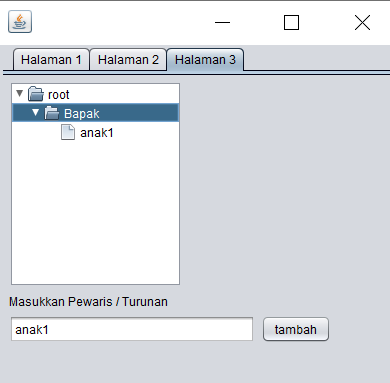 Halaman 1 Halaman 2 Halaman 3
root
Bapak
anak1
Masukkan Pewaris / Turunan
anak1 tambah